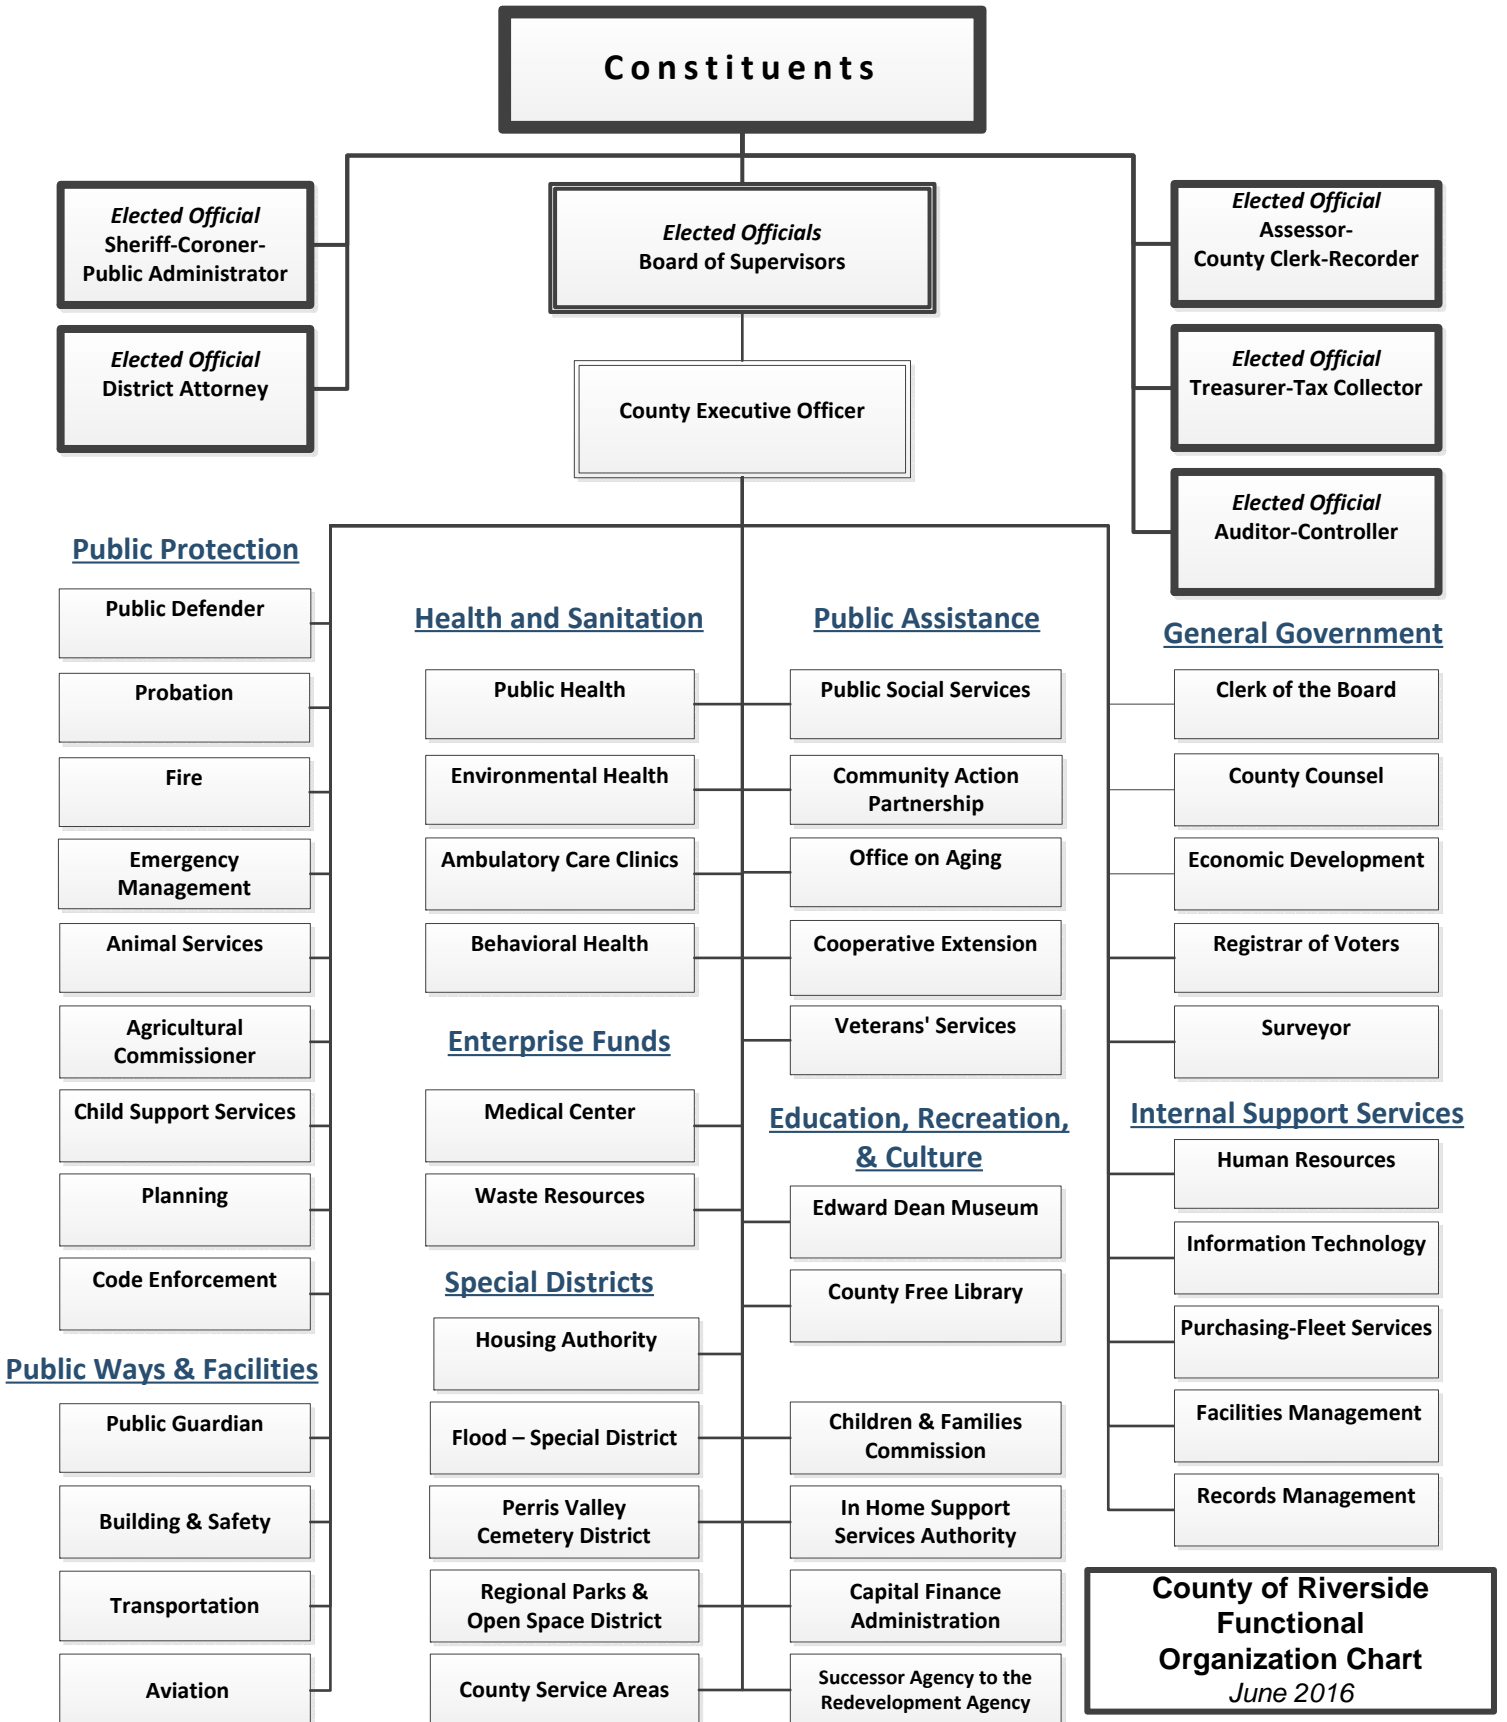 Constituents
Elected Official
Sheriff-Coroner-
Public Administrator
Elected Official
District Attorney
Elected Officials
Board of Supervisors
County Executive Officer
Elected Official
Assessor-
County Clerk-Recorder
Elected Official
Treasurer-Tax Collector
Elected Official
Auditor-Controller
Public Protection
Public Defender
Probation
Fire
Emergency
Management
Animal Services
Agricultural
Commissioner
Child Support Services
Planning
Code Enforcement
Public Ways & Facilities
Public Guardian
Building & Safety
Transportation
Aviation
Health and Sanitation
Public Health
Environmental Health
Ambulatory Care Clinics
Behavioral Health
Enterprise Funds
Medical Center
Waste Resources
Special Districts
Housing Authority
Flood – Special District
Perris Valley
Cemetery District
Regional Parks &
Open Space District
County Service Areas
Public Assistance
Public Social Services
Community Action
Partnership
Office on Aging
Cooperative Extension
Veterans' Services
Education, Recreation,
& Culture
Edward Dean Museum
County Free Library
Children & Families
Commission
In Home Support
Services Authority
Capital Finance
Administration
Successor Agency to the
Redevelopment Agency
General Government
Clerk of the Board
County Counsel
Economic Development
Registrar of Voters
Surveyor
Internal Support Services
Human Resources
Information Technology
Purchasing-Fleet Services
Facilities Management
Records Management
County of Riverside
Functional
Organization Chart
June 2016